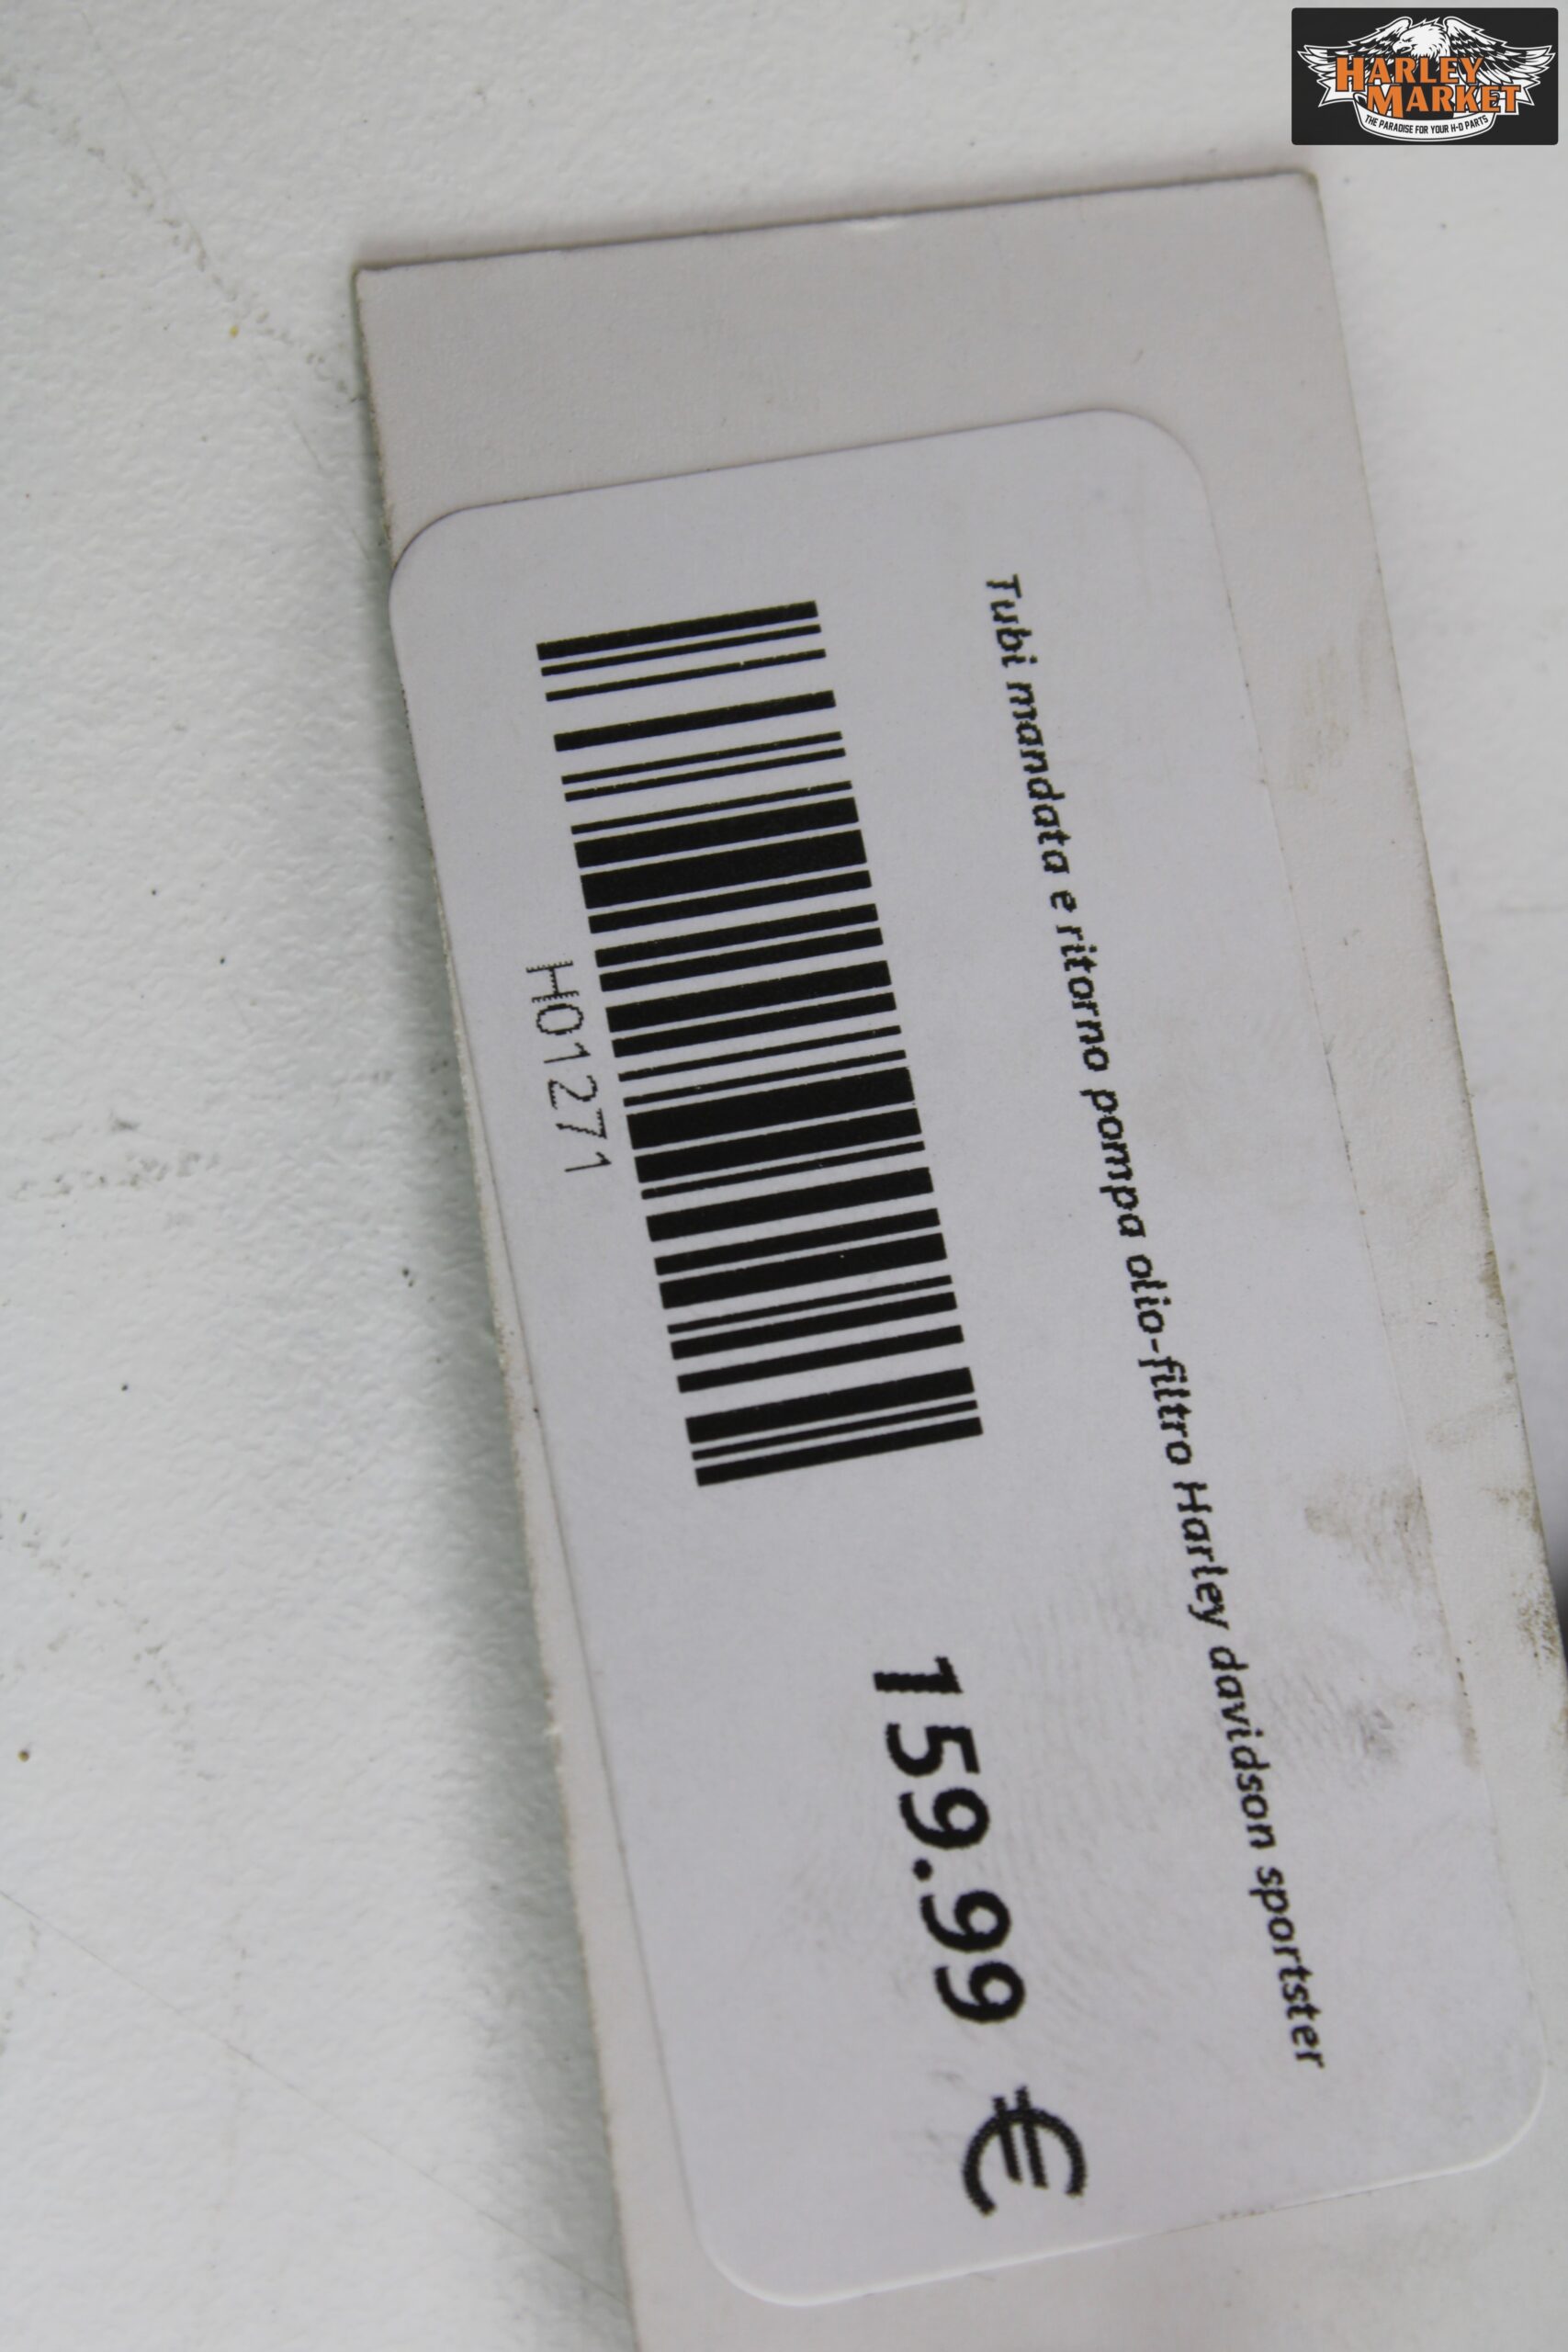 HARLEY
MARKET
THE PARADISE FOR YOUR H-D PARTS
Tubi mandata e ritorno pompa olio-filtro Harley davidson sportster
H01271
159.99 €